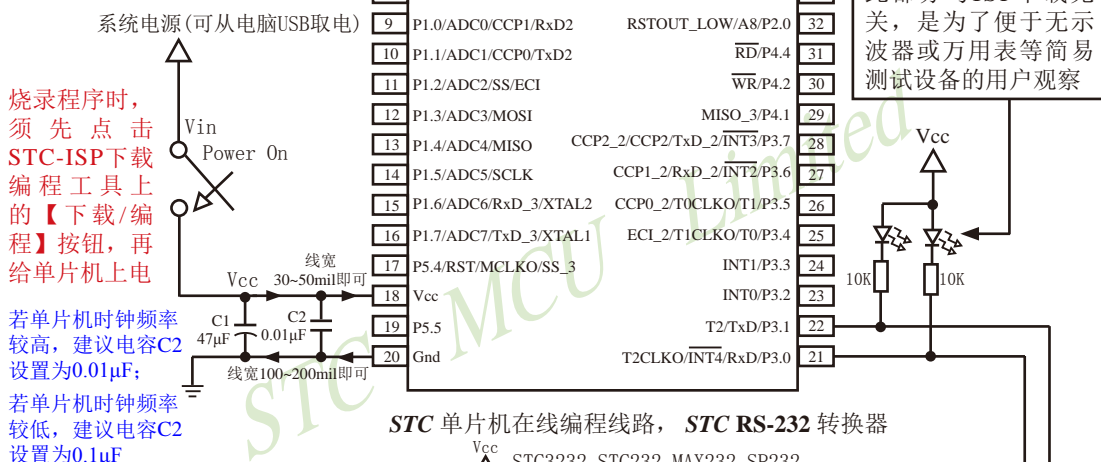 系统电源(可从电脑USB取电)
烧录程序时，
须先点击
STC-ISP下载
编程工具上
的【下载/编
程】按钮，再
给单片机上电
Vin
Power On
若单片机时钟频率
较高，建议电容C2
设置为0.01μF；
若单片机时钟频率
较低，建议电容C2
设置为0.1μF
Vcc
线宽
30~50mil即可
C1
47μF
C2
0.01μF
线宽100~200mil即可
9 P1.0/ADC0/CCP1/RxD2
10 P1.1/ADC1/CCP0/TxD2
11 P1.2/ADC2/SS/ECI
12 P1.3/ADC3/MOSI
13 P1.4/ADC4/MISO
14 P1.5/ADC5/SCLK
15 P1.6/ADC6/RxD_3/XTAL2
16 P1.7/ADC7/TxD_3/XTAL1
17 P5.4/RST/MCLKO/SS_3
18 Vcc
19 P5.5
20 Gnd
RSTOUT_LOW/A8/P2.0 32
RD/P4.4 31
WR/P4.2 30
MISO_3/P4.1 29
CCP2_2/CCP2/TxD_2/INT3/P3.7 28
CCP1_2/RxD_2/INT2/P3.6 27
CCP0_2/T0CLKO/T1/P3.5 26
ECI_2/T1CLKO/T0/P3.4 25
INT1/P3.3 24
INT0/P3.2 23
T2/TxD/P3.1 22
T2CLKO/INT4/RxD/P3.0 21
关，是为了便于无示
波器或万用表等简易
测试设备的用户观察
Vcc
10K
10K
STC MCU Limited
STC 单片机在线编程线路， STC RS-232 转换器
Vcc
STC3232,STC232,MAX232,SP232